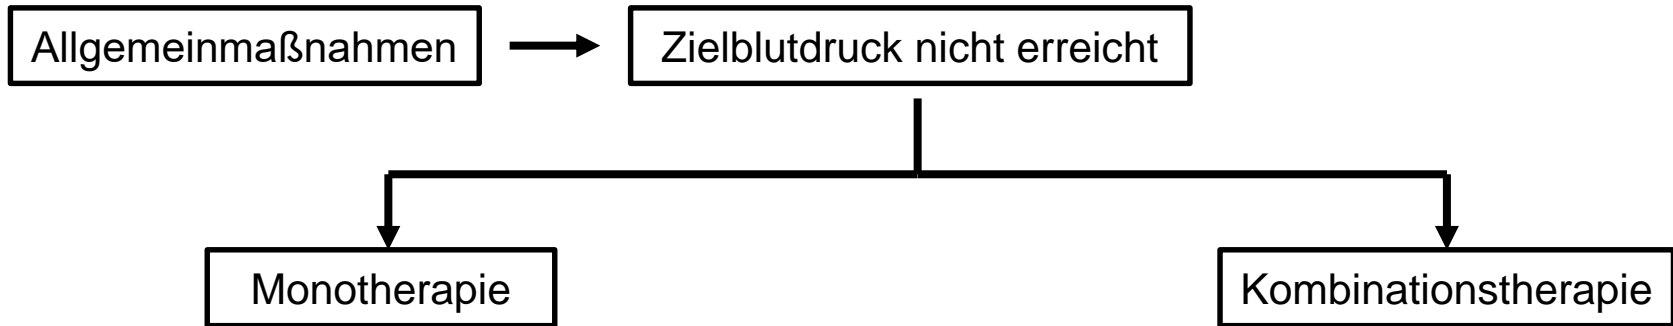 Allgemeinmaßnahmen
Zielblutdruck nicht erreicht
Monotherapie
Kombinationstherapie